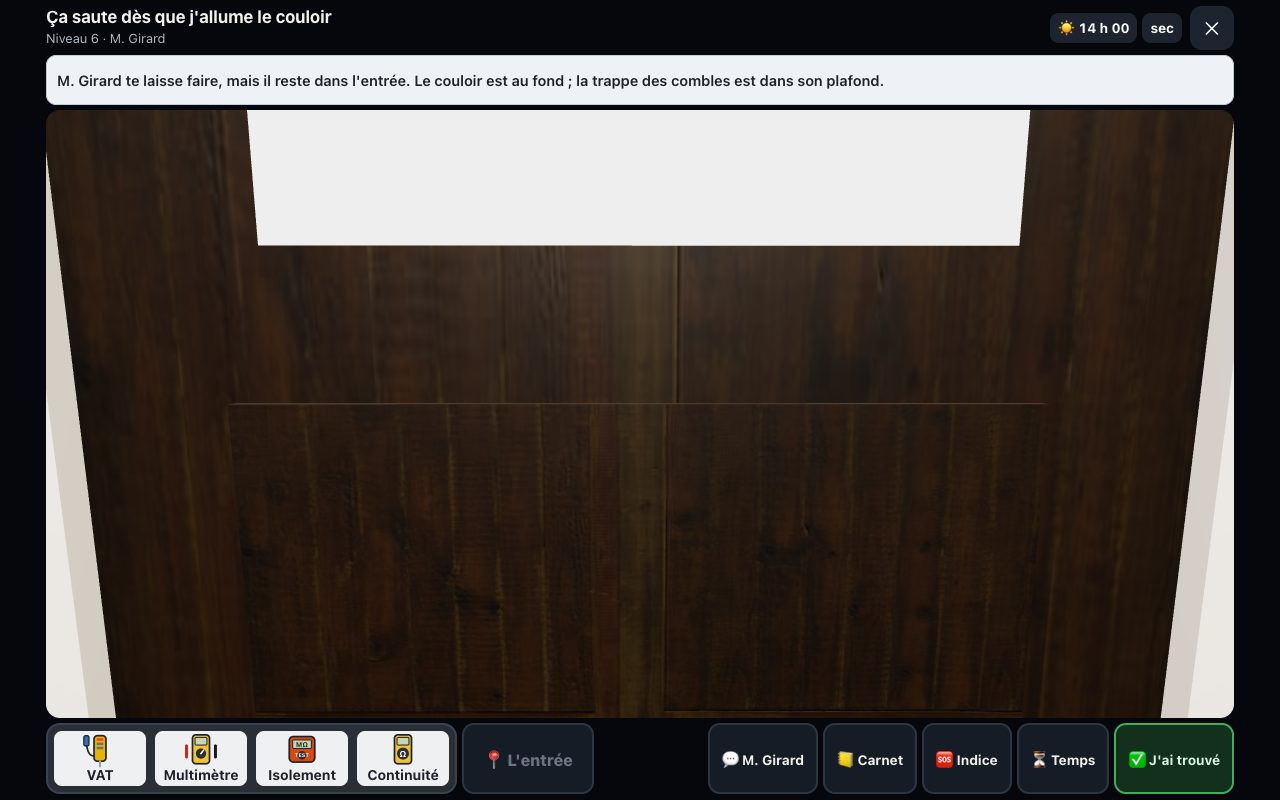 Ça saute dès que j'allume le couloir
Niveau 6 · M. Girard
☀️ 14 h 00
sec
M. Girard te laisse faire, mais il reste dans l'entrée. Le couloir est au fond ; la trappe des combles est dans son plafond.
MΩ
TEST
Ω
VAT
Multimètre
Isolement
Continuité
📍 L'entrée
💬 M. Girard
📒 Carnet
🆘 Indice
⏳ Temps
✅ J'ai trouvé